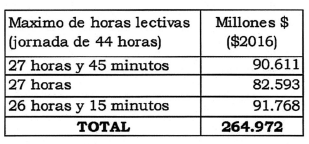 Maximo de horas lectivas Millones $
(jornada de 44 horas) ($2016)
27 horas y 45 minutos 90.611
27 horas 82.593
26 horas y 15 minutos 91.768
TOTAL 264.972